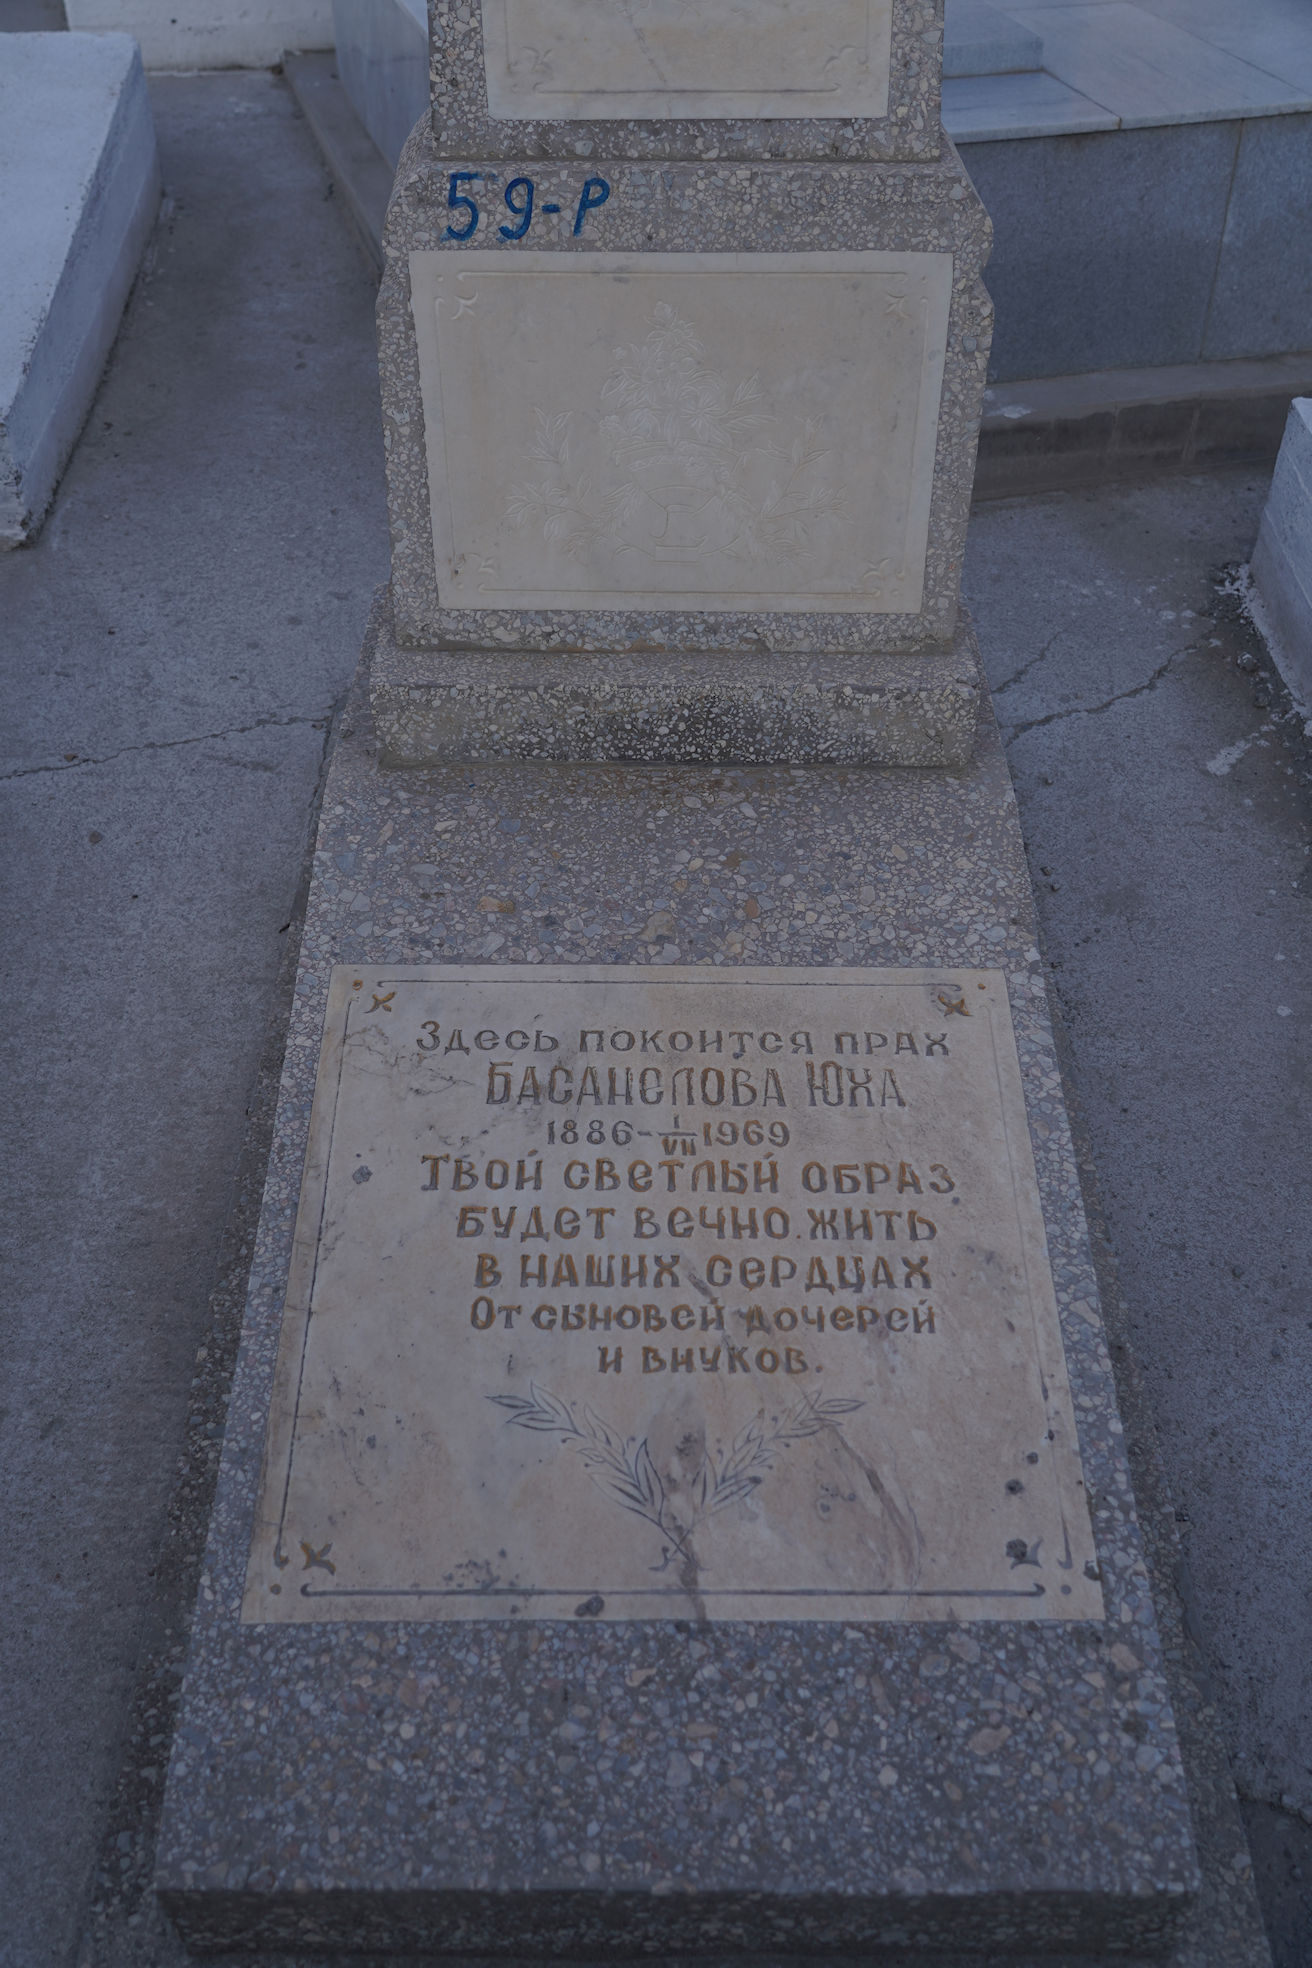 59-Р
Здесь покоится прах
Басанелова Юха
1886-I/VII 1969
Твой светлый образ
будет вечно жить
в наших сердцах
От сыновей дочерей
и внуков.